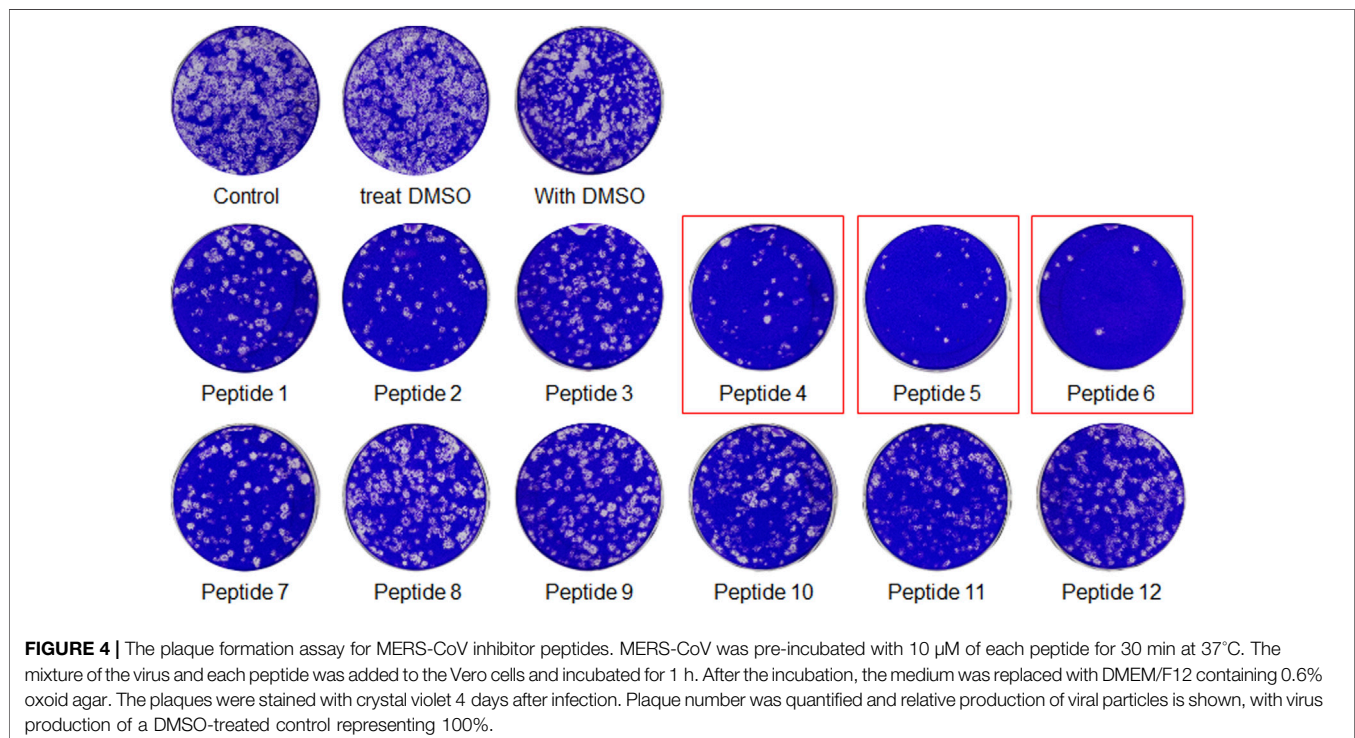 Control treat DMSO With DMSO
Peptide 1 Peptide 2 Peptide 3 Peptide 4 Peptide 5 Peptide 6
Peptide 7 Peptide 8 Peptide 9 Peptide 10 Peptide 11 Peptide 12
FIGURE 4 | The plaque formation assay for MERS-CoV inhibitor peptides. MERS-CoV was pre-incubated with 10 µM of each peptide for 30 min at 37°C. The
mixture of the virus and each peptide was added to the Vero cells and incubated for 1 h. After the incubation, the medium was replaced with DMEM/F12 containing 0.6%
oxoid agar. The plaques were stained with crystal violet 4 days after infection. Plaque number was quantified and relative production of viral particles is shown, with virus
production of a DMSO-treated control representing 100%.